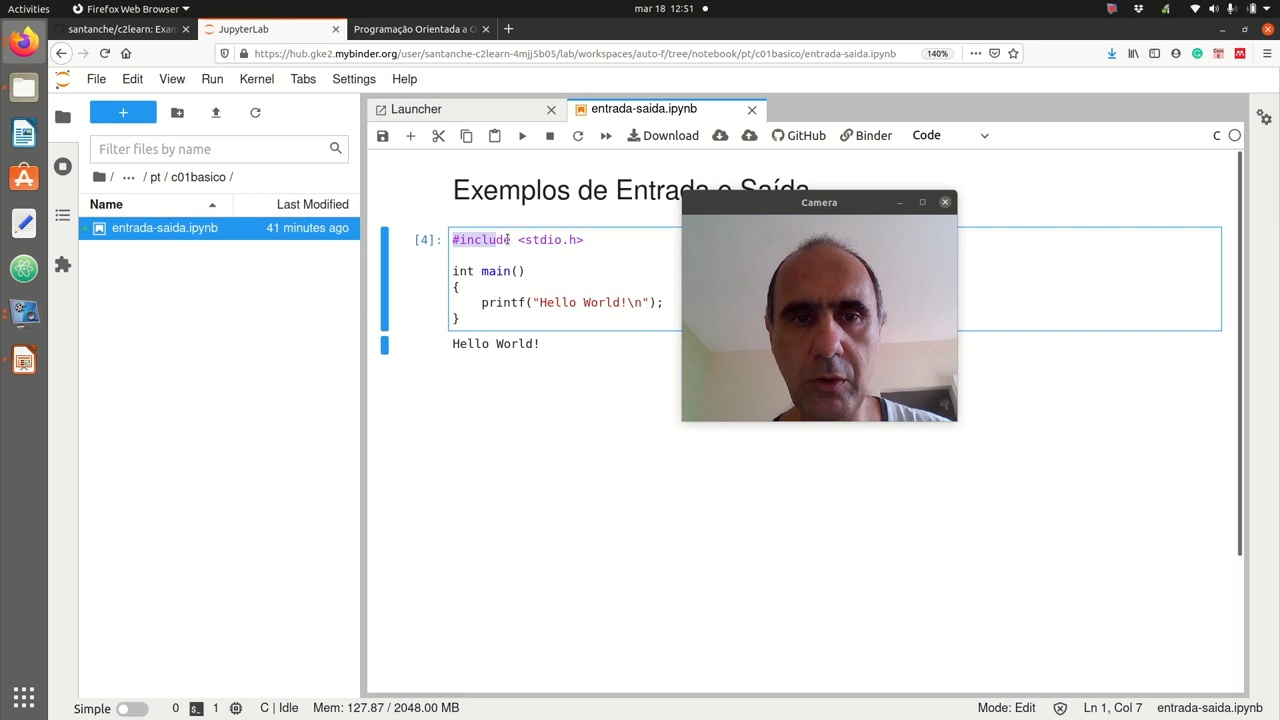 Activities
Firefox Web Browser
mar 18 12:51
santanche/c2learn: Exam
JupyterLab
Programação Orientada a O
https://hub.gke2.mybinder.org/user/santanche-c2learn-4mjj5b05/lab/workspaces/auto-f/tree/notebook/pt/c01basico/entrada-saida.ipynb
140%
File Edit View Run Kernel Tabs Settings Help
Launcher
entrada-saida.ipynb
Download
GitHub
Binder
Code
C
Filter files by name
/ ··· / pt / c01basico /
Name
Last Modified
entrada-saida.ipynb
41 minutes ago
Exemplos de Entrada e Saída
Camera
[4]:
#include <stdio.h>
int main()
{
printf("Hello World!\n");
}
Hello World!
Simple
0
1
C | Idle
Mem: 127.87 / 2048.00 MB
Mode: Edit
Ln 1, Col 7
entrada-saida.ipynb